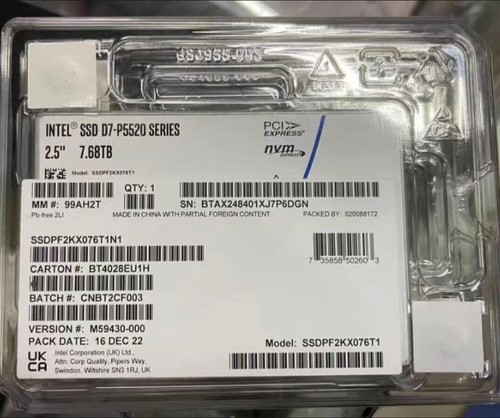 INTEL® SSD D7-P5520 SERIES
2.5" 7.68TB
PCI EXPRESS®
nvm EXPRESS
Model: SSDPF2KX076T1
QTY: 1
MM #: 99AH2T
SN: BTAX248401XJ7P6DGN
Pb-free 2LI
MADE IN CHINA WITH PARTIAL FOREIGN CONTENT
PACKED BY: S20088172
SSDPF2KX076T1N1
7 35858 50260 3
CARTON #: BT4028EU1H
BATCH #: CNBT2CF003
VERSION #: M59430-000
PACK DATE: 16 DEC 22
UK CA
Intel Corporation (UK) Ltd.,
Attn. Corp Quality, Pipers Way,
Swindon, Wiltshire SN3 1RJ, UK
Model: SSDPF2KX076T1